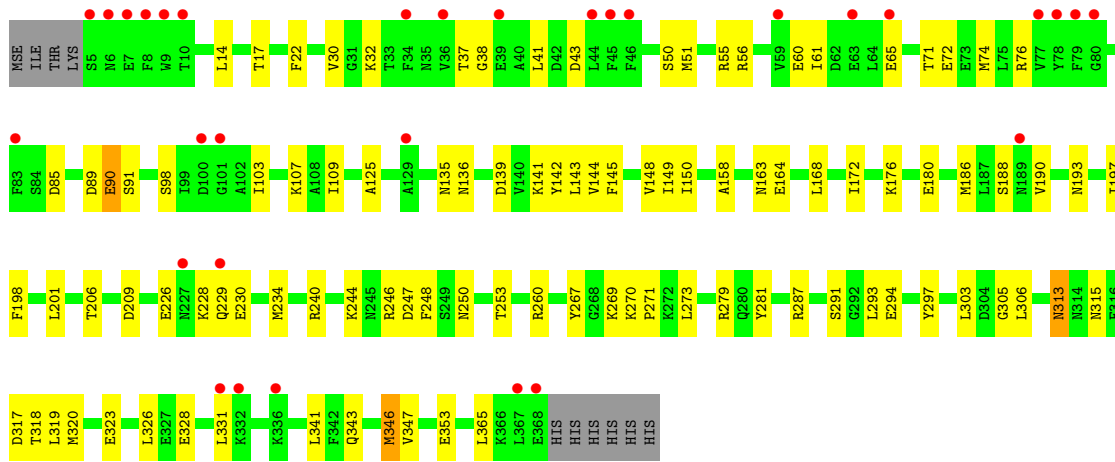 MSE ILE THR LYS S5 N6 E7 F8 W9 T10 L14 T17 F22 V30 G31 K32 T33 F34 N35 V36 T37 G38 E39 A40 L41 D42 D43 L44 F45 F46 S50 M51 R55 R56 V59 E60 I61 D62 E63 L64 E65 T71 E72 E73 M74 L75 R76 V77 Y78 F79 G80
F83 S84 D85 D89 E90 S91 S98 I99 D100 G101 A102 I103 K107 A108 I109 A125 A129 N135 N136 D139 V140 K141 Y142 L143 V144 F145 V148 I149 I150 A158 N163 E164 L168 I172 K176 E180 M186 L187 S188 N189 V190 N193 I197
F198 L201 T206 D209 E226 N227 K228 Q229 E230 M234 R240 K244 N245 R246 D247 F248 S249 N250 T253 R260 Y267 G268 K269 K270 P271 K272 L273 R279 Q280 Y281 R287 S291 G292 L293 E294 Y297 L303 D304 G305 L306 N313 N314 N315 E316
D317 T318 L319 M320 E323 L326 E327 E328 L331 K332 K336 L341 F342 Q343 M346 V347 E353 L365 K366 L367 E368 HIS HIS HIS HIS HIS HIS